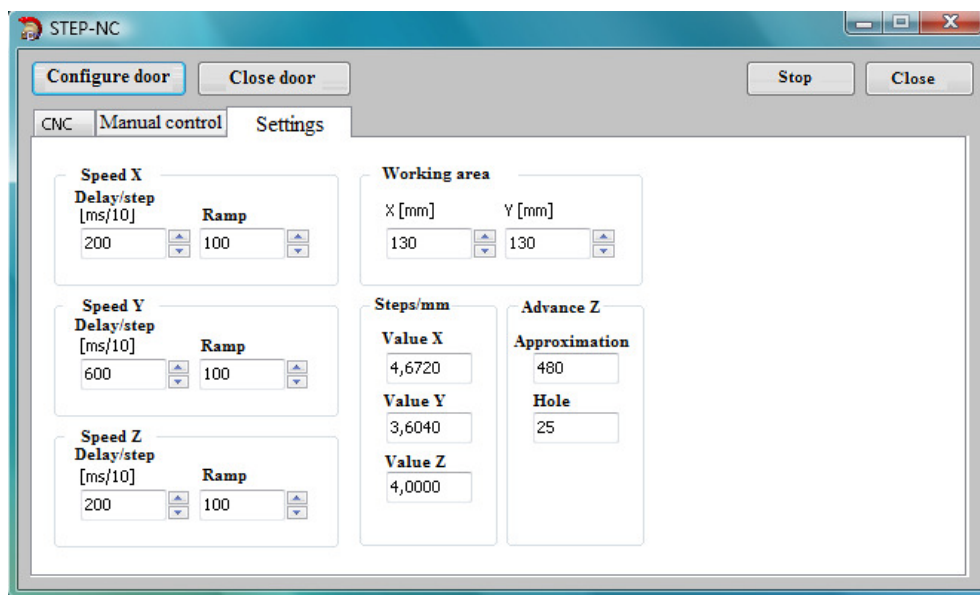 STEP-NC
Configure door Close door Stop Close
CNC Manual control Settings
Speed X
Delay/step
[ms/10] Ramp
200 100
Working area
X [mm] Y [mm]
130 130
Speed Y
Delay/step
[ms/10] Ramp
600 100
Steps/mm
Value X
4,6720
Value Y
3,6040
Value Z
4,0000
Advance Z
Approximation
480
Hole
25
Speed Z
Delay/step
[ms/10] Ramp
200 100